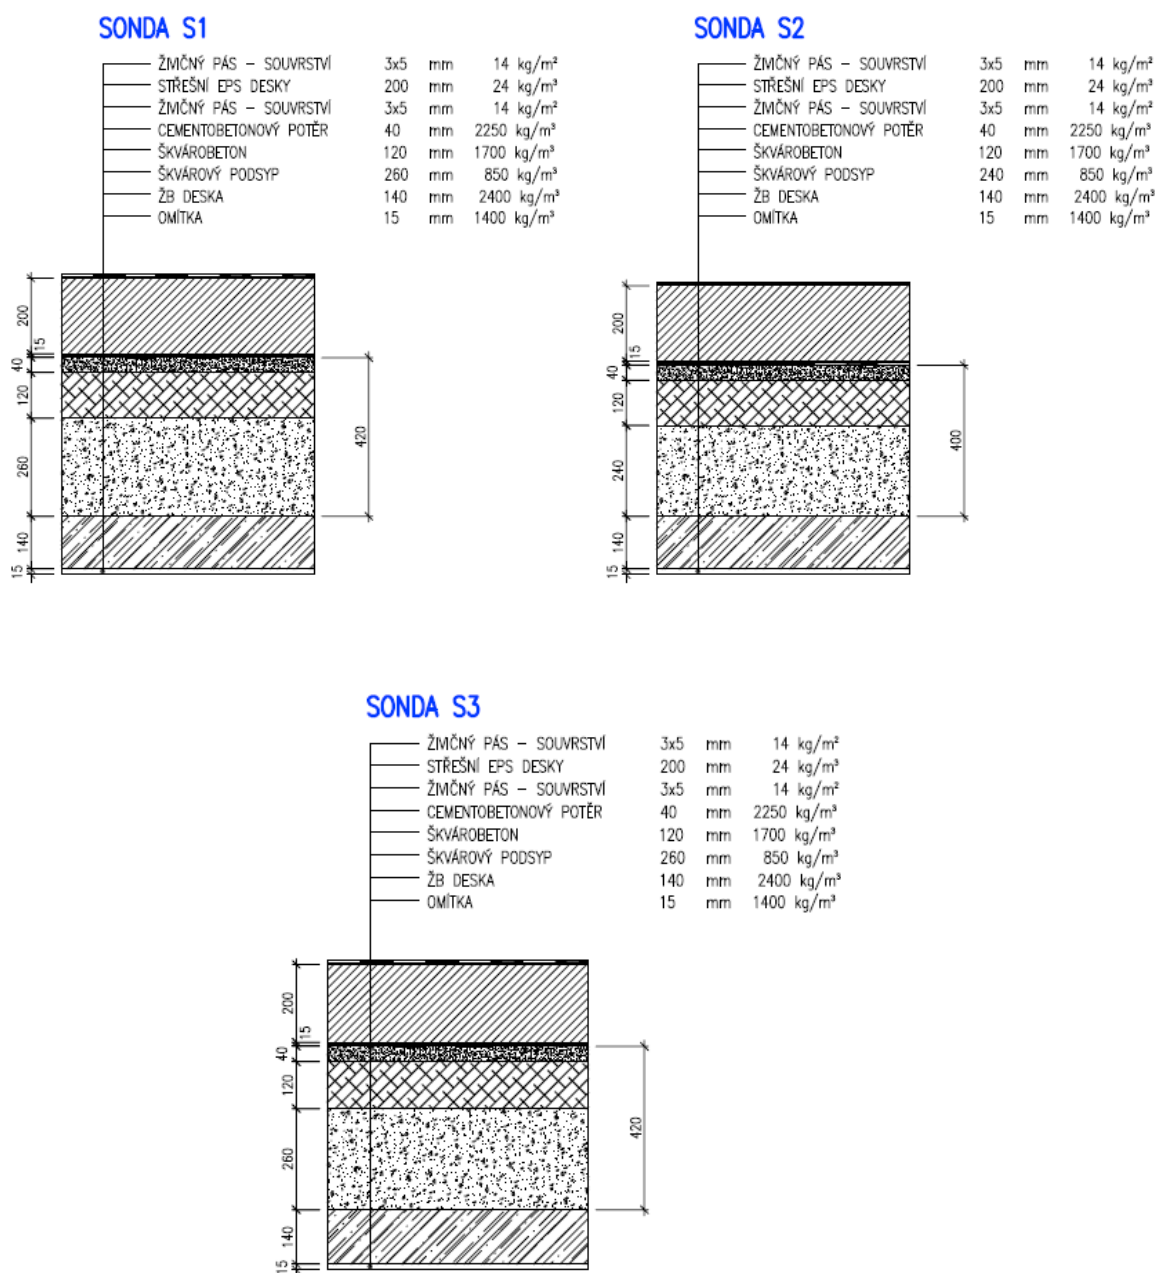 SONDA S1
ŽIVIČNÝ PÁS – SOUVRSTVÍ 3x5 mm 14 kg/m²
STŘEŠNÍ EPS DESKY 200 mm 24 kg/m³
ŽIVIČNÝ PÁS – SOUVRSTVÍ 3x5 mm 14 kg/m²
CEMENTOBETONOVÝ POTĚR 40 mm 2250 kg/m³
ŠKVÁROBETON 120 mm 1700 kg/m³
ŠKVÁROVÝ PODSYP 260 mm 850 kg/m³
ŽB DESKA 140 mm 2400 kg/m³
OMÍTKA 15 mm 1400 kg/m³
200
15
40
120
260
140
15
420
SONDA S2
ŽIVIČNÝ PÁS – SOUVRSTVÍ 3x5 mm 14 kg/m²
STŘEŠNÍ EPS DESKY 200 mm 24 kg/m³
ŽIVIČNÝ PÁS – SOUVRSTVÍ 3x5 mm 14 kg/m²
CEMENTOBETONOVÝ POTĚR 40 mm 2250 kg/m³
ŠKVÁROBETON 120 mm 1700 kg/m³
ŠKVÁROVÝ PODSYP 240 mm 850 kg/m³
ŽB DESKA 140 mm 2400 kg/m³
OMÍTKA 15 mm 1400 kg/m³
200
15
40
120
240
140
15
400
SONDA S3
ŽIVIČNÝ PÁS – SOUVRSTVÍ 3x5 mm 14 kg/m²
STŘEŠNÍ EPS DESKY 200 mm 24 kg/m³
ŽIVIČNÝ PÁS – SOUVRSTVÍ 3x5 mm 14 kg/m²
CEMENTOBETONOVÝ POTĚR 40 mm 2250 kg/m³
ŠKVÁROBETON 120 mm 1700 kg/m³
ŠKVÁROVÝ PODSYP 260 mm 850 kg/m³
ŽB DESKA 140 mm 2400 kg/m³
OMÍTKA 15 mm 1400 kg/m³
200
15
40
120
260
140
15
420